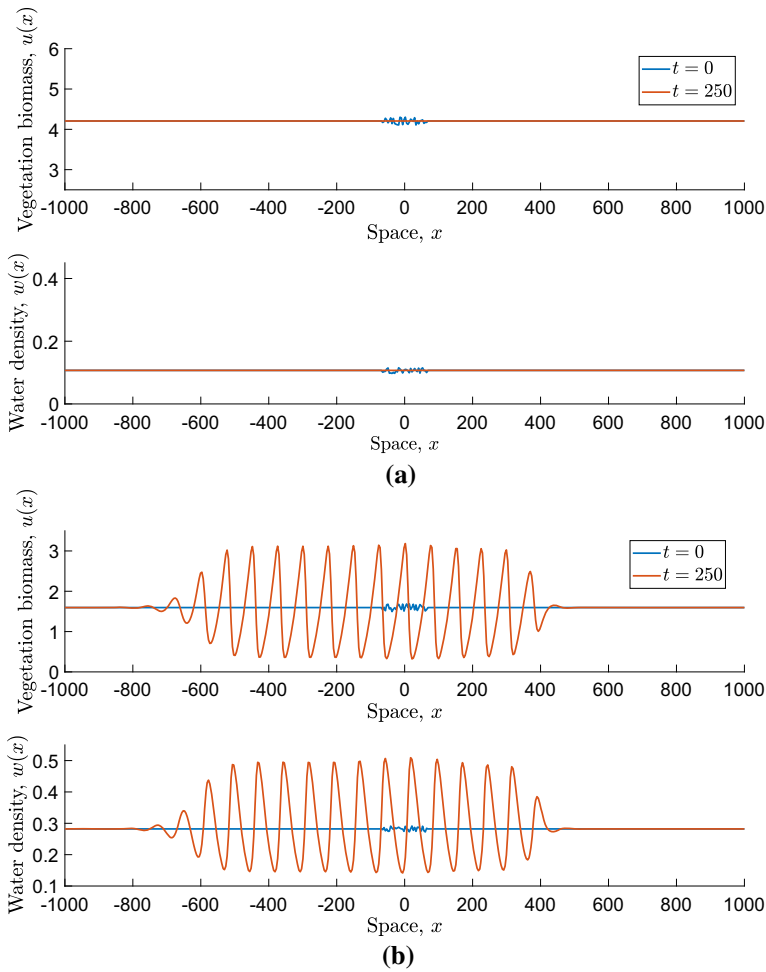 Vegetation biomass, u(x)
6
5
4
3
t = 0
t = 250
-1000 -800 -600 -400 -200 0 200 400 600 800 1000
Space, x
Water density, w(x)
0.4
0.2
0
-1000 -800 -600 -400 -200 0 200 400 600 800 1000
Space, x
(a)
Vegetation biomass, u(x)
3
2
1
0
t = 0
t = 250
-1000 -800 -600 -400 -200 0 200 400 600 800 1000
Space, x
Water density, w(x)
0.5
0.4
0.3
0.2
0.1
-1000 -800 -600 -400 -200 0 200 400 600 800 1000
Space, x
(b)